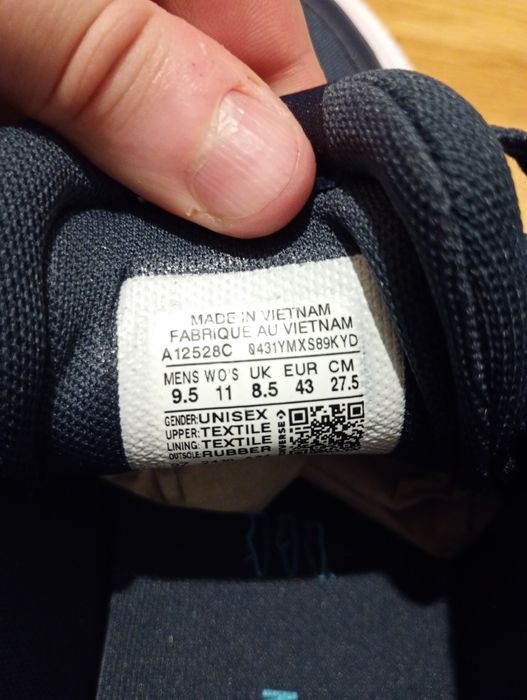 MADE IN VIETNAM
FABRIQUE AU VIETNAM
A12528C 0431YMXS89KYD
MENS WO'S UK EUR CM
9.5 11 8.5 43 27.5
GENDER: UNISEX
UPPER: TEXTILE
LINING: TEXTILE
OUTSOLE: RUBBER
CONVERSE